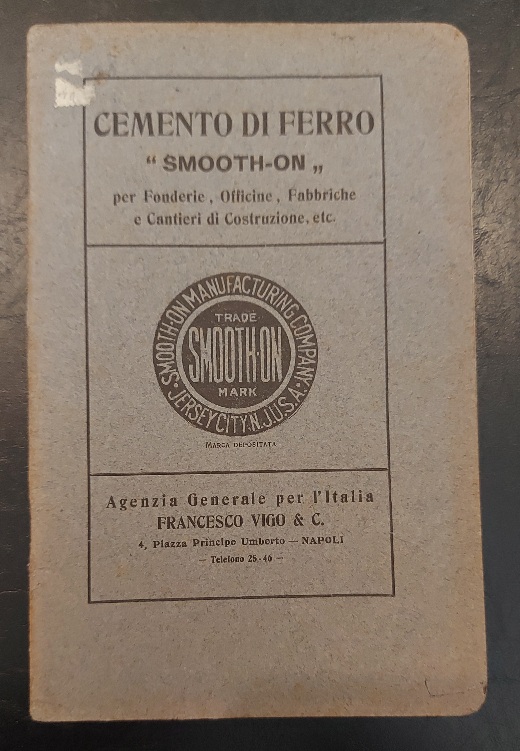 CEMENTO DI FERRO
“ SMOOTH-ON „
per Fonderie , Officine , Fabbriche
e Cantieri di Costruzione, etc.
SMOOTH-ON MANUFACTURING COMPANY
· JERSEY CITY. N.J. U.S.A. ·
TRADE
SMOOTH-ON
MARK
MARCA DEPOSITATA
Agenzia Generale per l'Italia
FRANCESCO VIGO & C.
4, Piazza Principe Umberto — NAPOLI
— Telefono 25-46 —